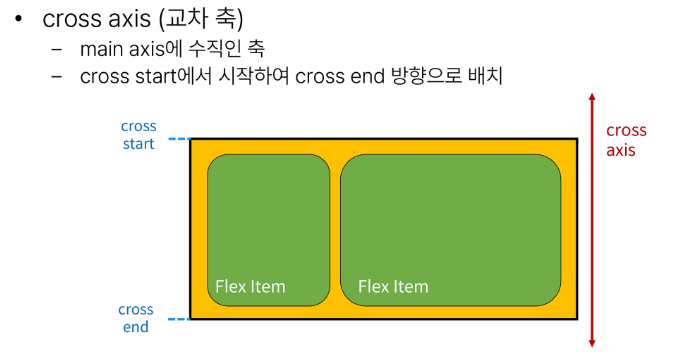 • cross axis (교차 축)
– main axis에 수직인 축
– cross start에서 시작하여 cross end 방향으로 배치
cross
start
cross
axis
Flex Item
Flex Item
cross
end